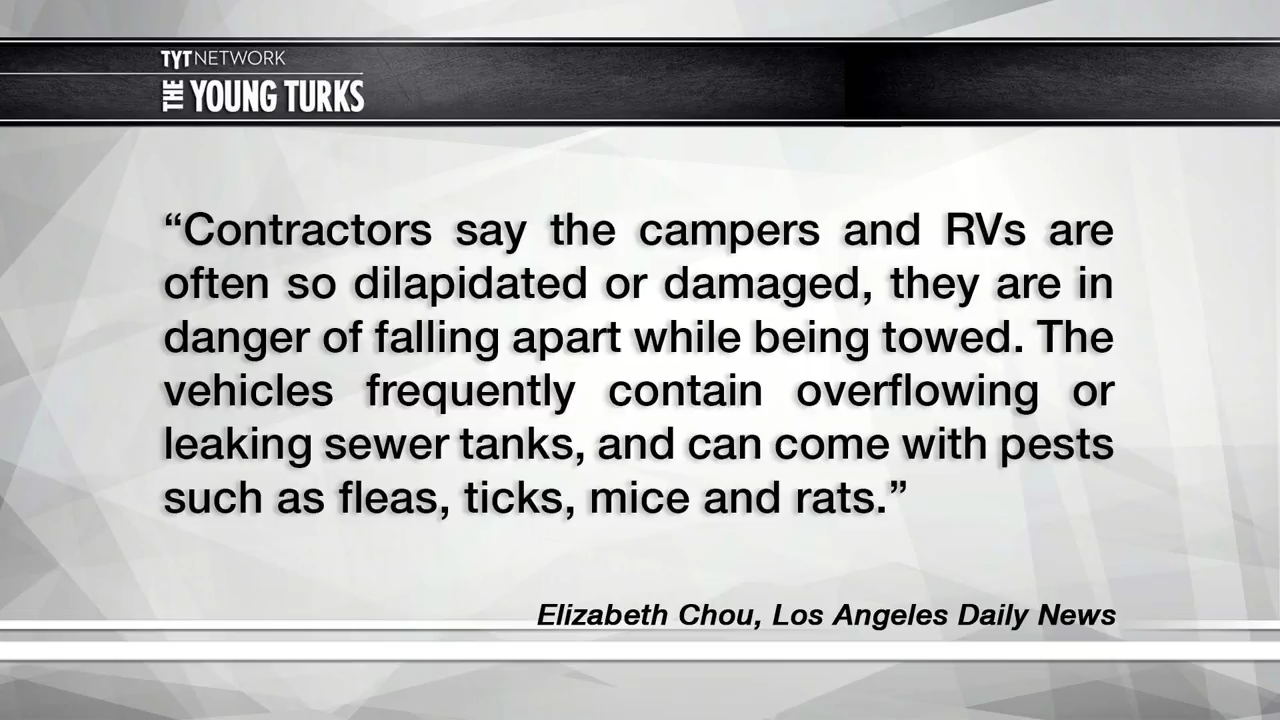 TYT NETWORK
THE YOUNG TURKS
“Contractors say the campers and RVs are
often so dilapidated or damaged, they are in
danger of falling apart while being towed. The
vehicles frequently contain overflowing or
leaking sewer tanks, and can come with pests
such as fleas, ticks, mice and rats.”
Elizabeth Chou, Los Angeles Daily News